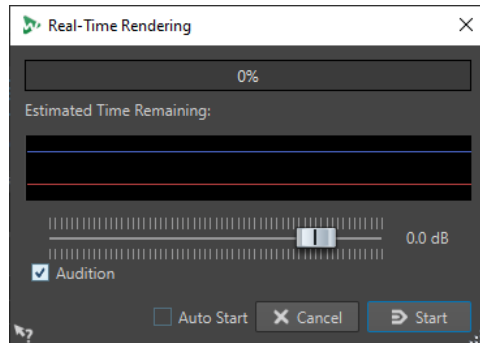 Real-Time Rendering
0%
Estimated Time Remaining:
0.0 dB
Audition
Auto Start
Cancel
Start